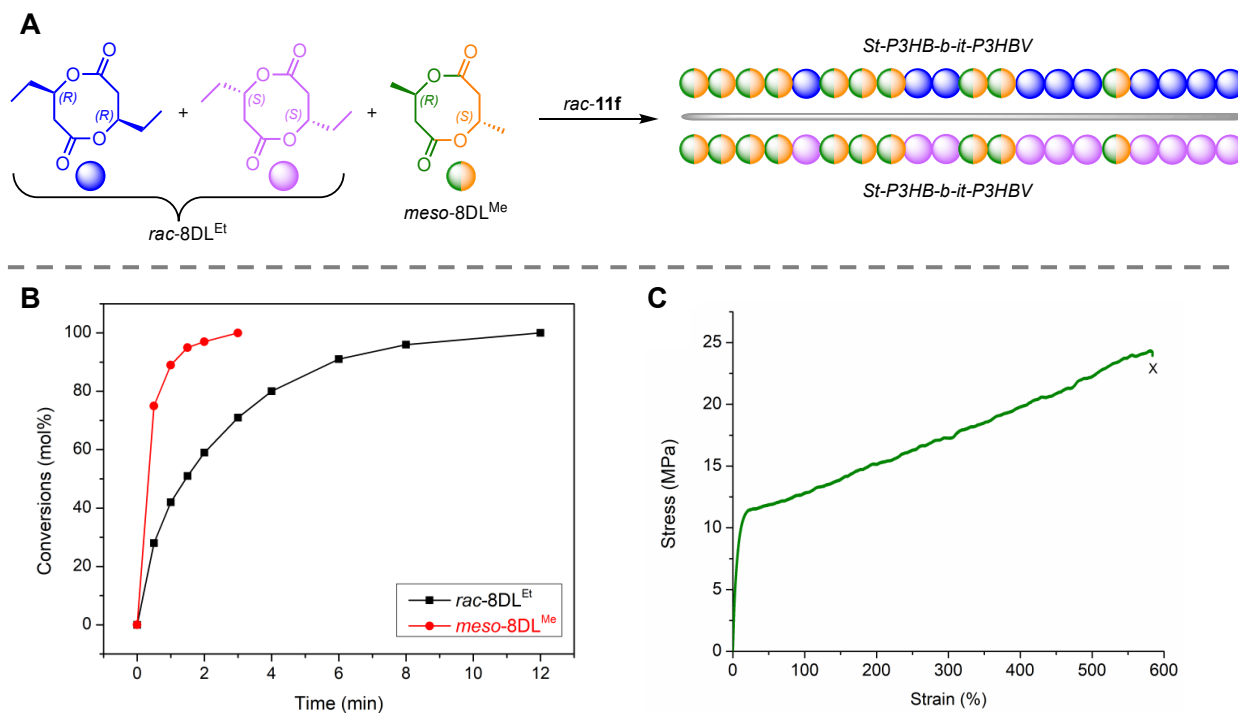 A
O
O
(R)
(R)
O
O
+
O
O
(S)
(S)
O
O
+
O
O
(R)
(S)
O
O
rac-11f
rac-8DLEt
meso-8DLMe
St-P3HB-b-it-P3HBV
St-P3HB-b-it-P3HBV
B
Conversions (mol%)
100
80
60
40
20
0
0 2 4 6 8 10 12
Time (min)
rac-8DLEt
meso-8DLMe
C
Stress (MPa)
25
20
15
10
5
0
0 100 200 300 400 500 600
Strain (%)
X